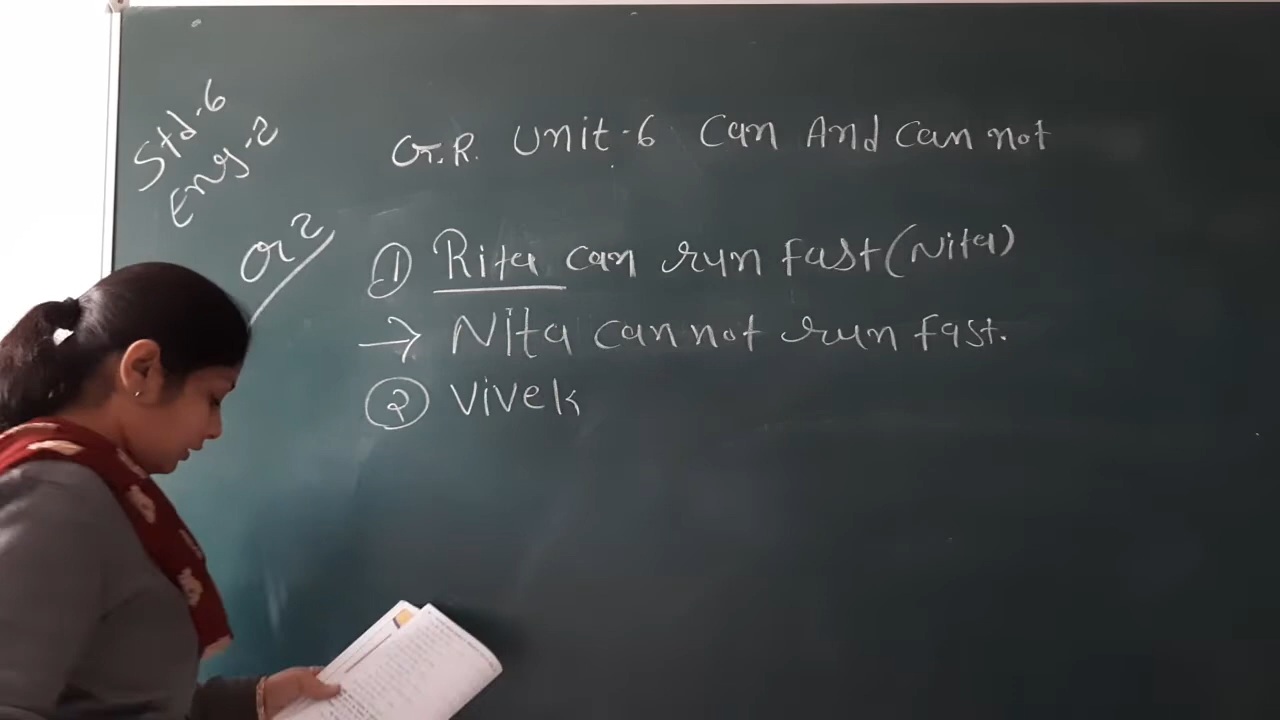 Std-6
Eng-2
Gr. R. Unit-6 Can And Can not
① Rita can run fast (Nita)
→ Nita can not run fast.
② Vivek